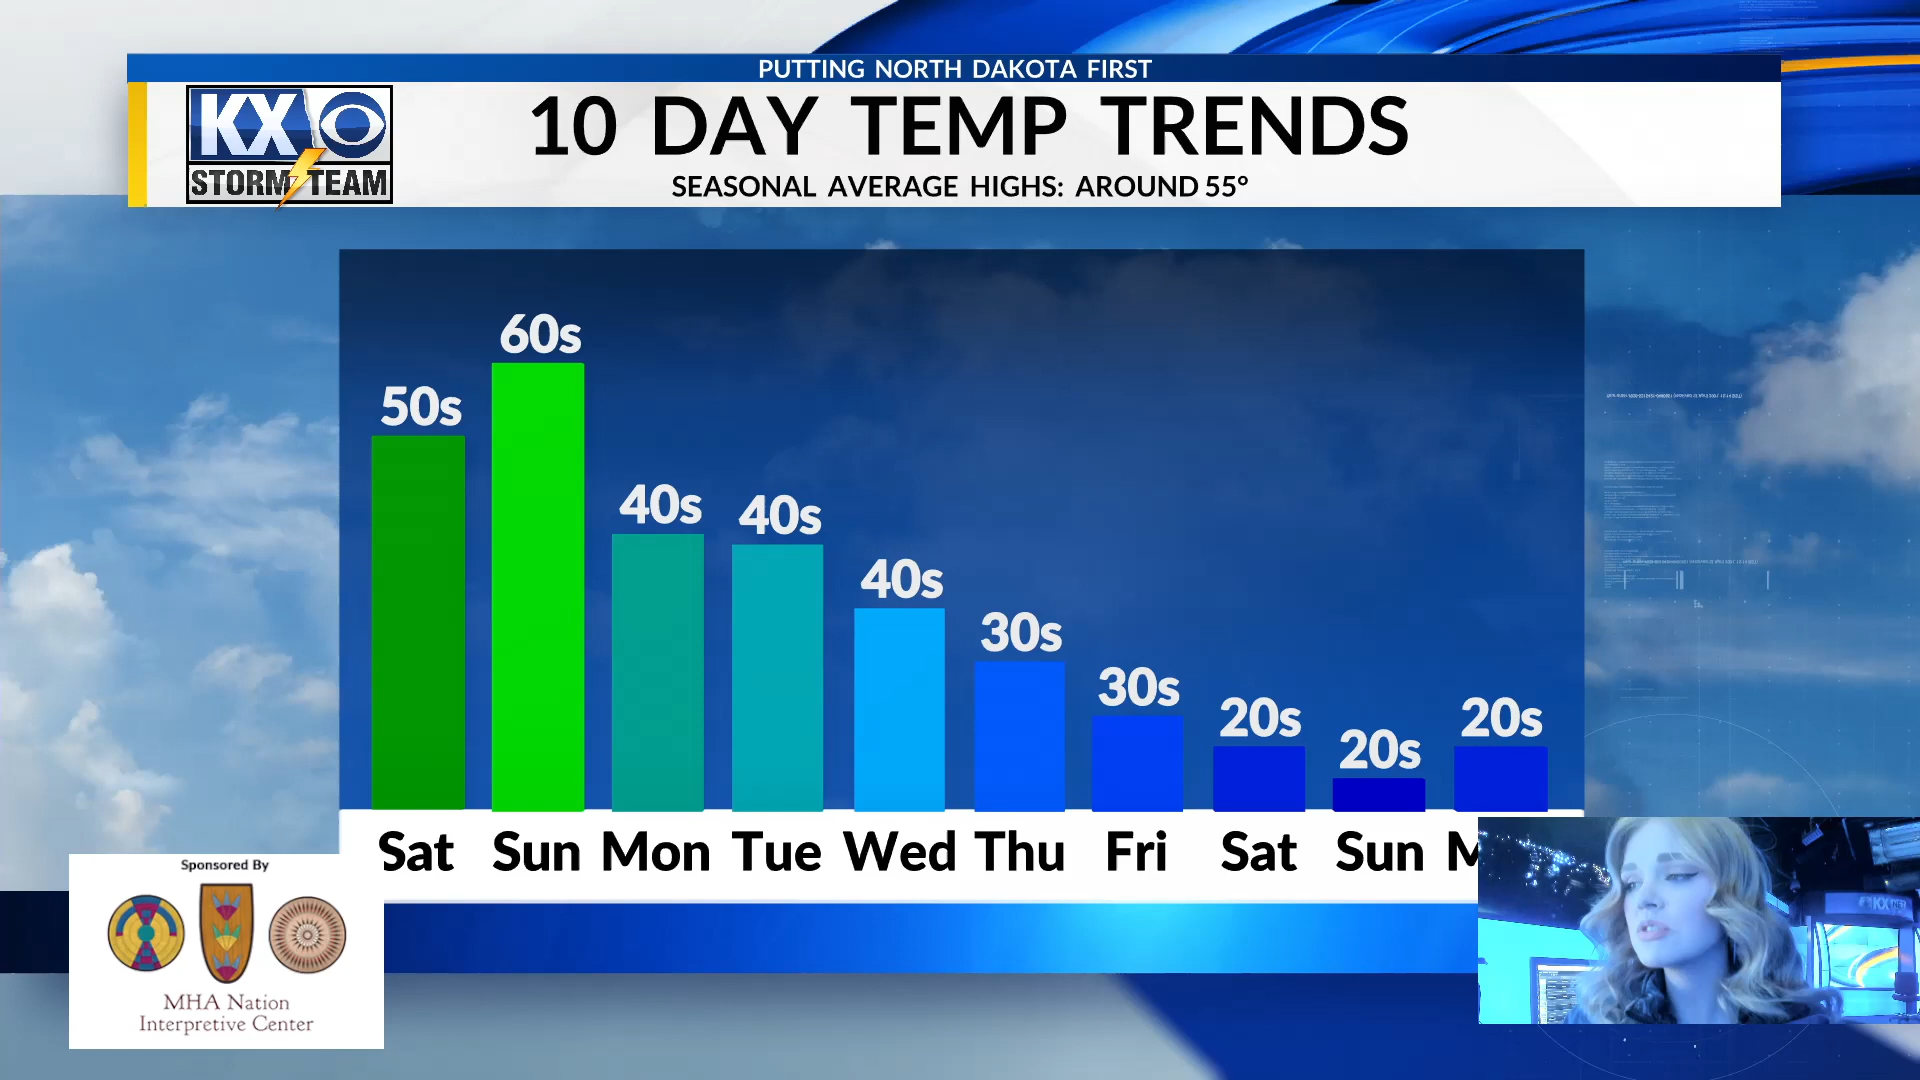 PUTTING NORTH DAKOTA FIRST
KX
STORM TEAM
10 DAY TEMP TRENDS
SEASONAL AVERAGE HIGHS: AROUND 55°
50s
60s
40s
40s
40s
30s
30s
20s
20s
20s
Sat Sun Mon Tue Wed Thu Fri Sat Sun M
Sponsored By
MHA Nation
Interpretive Center
KX